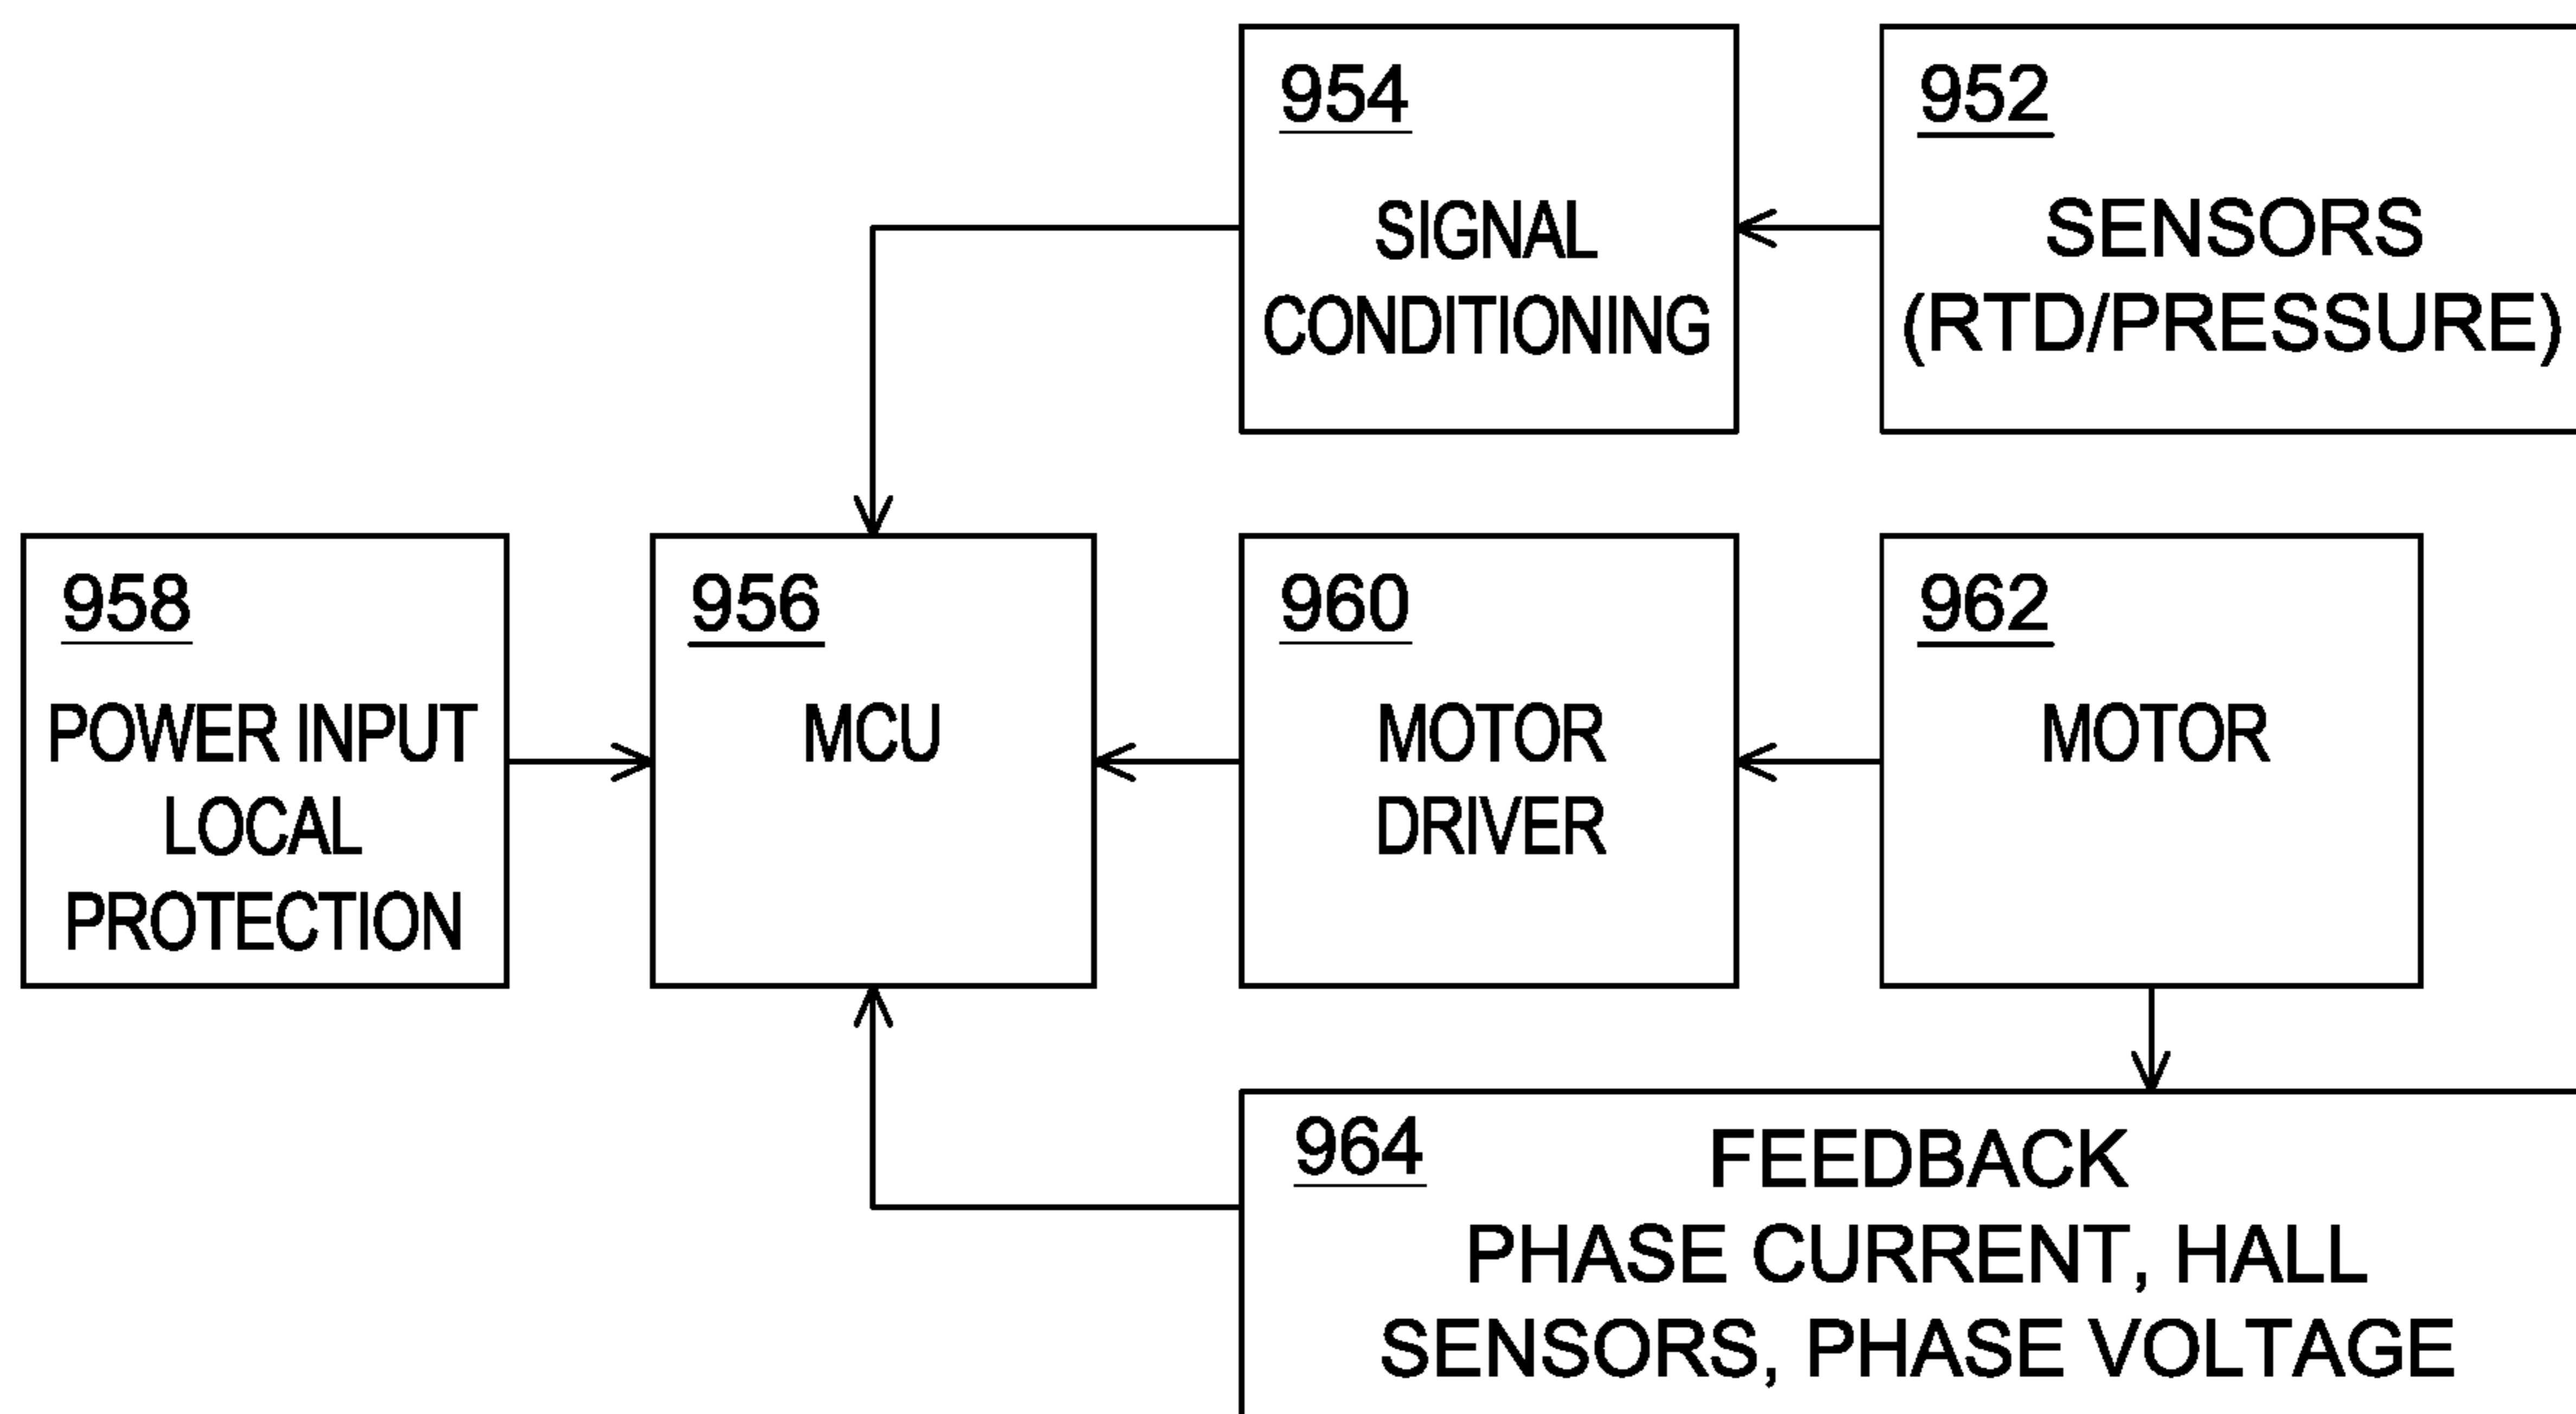 954
SIGNAL
CONDITIONING
952
SENSORS
(RTD/PRESSURE)
958
POWER INPUT
LOCAL
PROTECTION
956
MCU
960
MOTOR
DRIVER
962
MOTOR
964
FEEDBACK
PHASE CURRENT, HALL
SENSORS, PHASE VOLTAGE